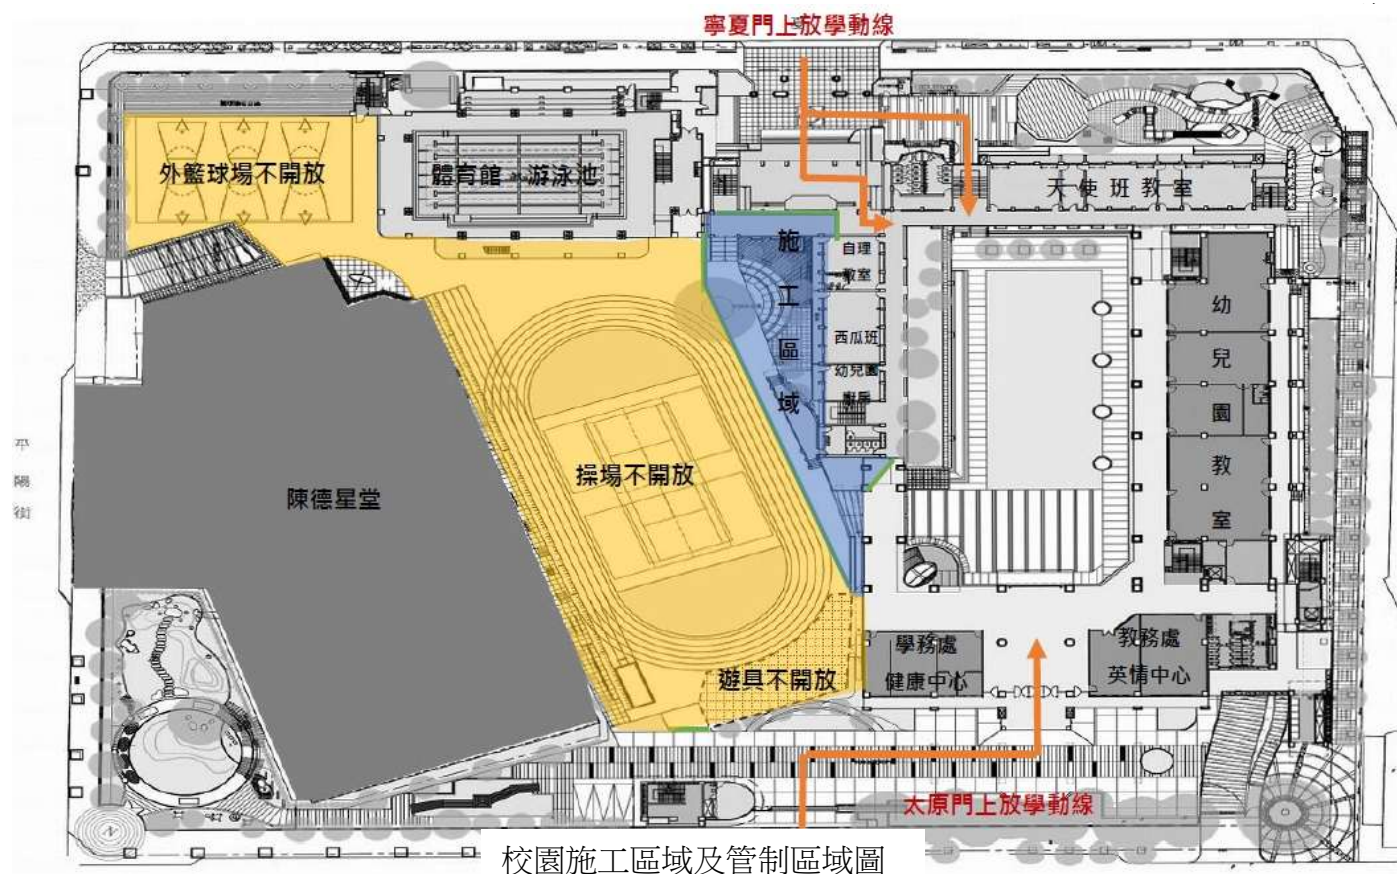 寧夏門上放學動線
外籃球場不開放
體育館
游泳池
天使班教室
施工區域
自理
教室
西瓜班
幼兒園
廚房
幼兒園教室
平陽街
操場不開放
陳德星堂
學務處
健康中心
教務處
英情中心
遊具不開放
太原門上放學動線
N
校園施工區域及管制區域圖